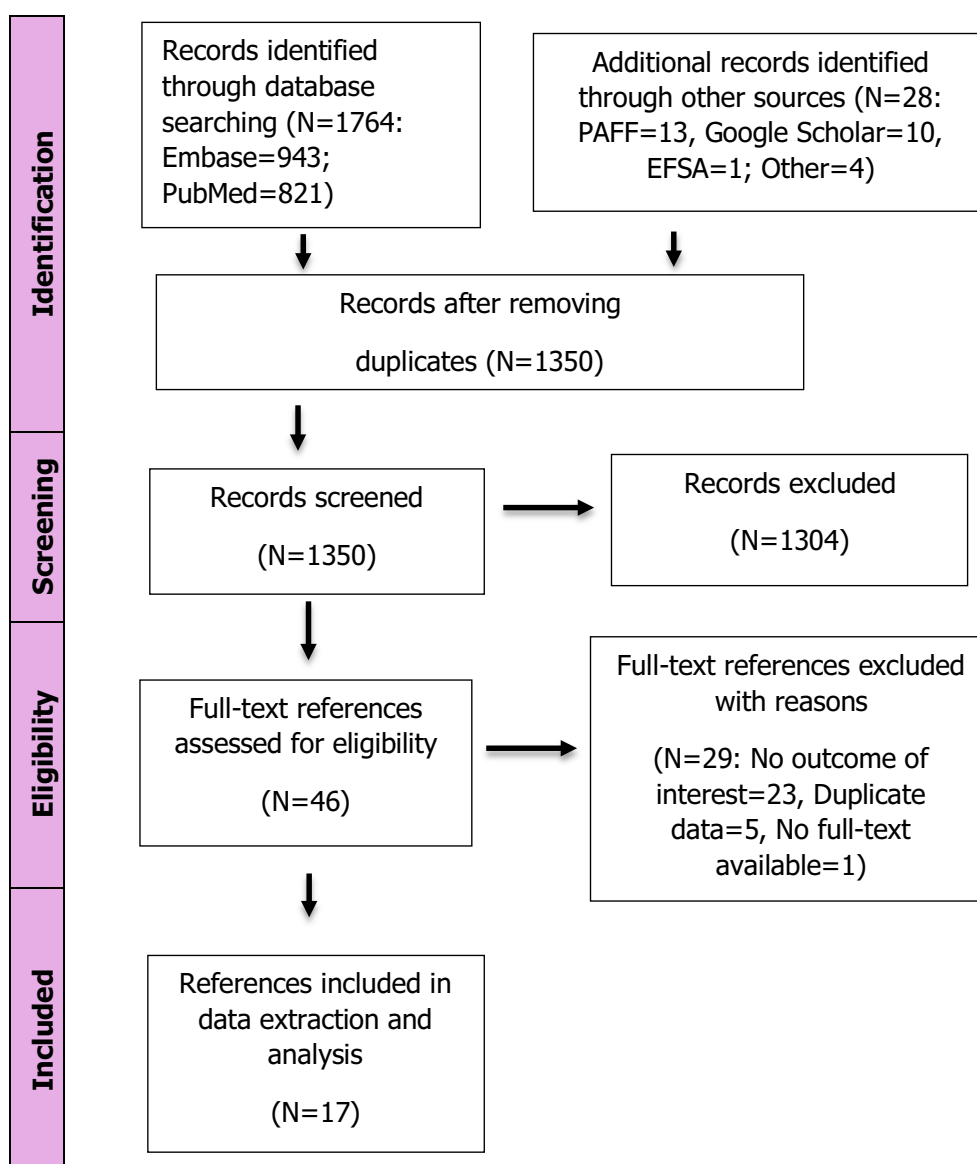 Identification
Records identified
through database
searching (N=1764:
Embase=943;
PubMed=821)
Additional records identified
through other sources (N=28:
PAFF=13, Google Scholar=10,
EFSA=1; Other=4)
Records after removing
duplicates (N=1350)
Screening
Records screened
(N=1350)
Records excluded
(N=1304)
Eligibility
Full-text references
assessed for eligibility
(N=46)
Full-text references excluded
with reasons
(N=29: No outcome of
interest=23, Duplicate
data=5, No full-text
available=1)
Included
References included in
data extraction and
analysis
(N=17)